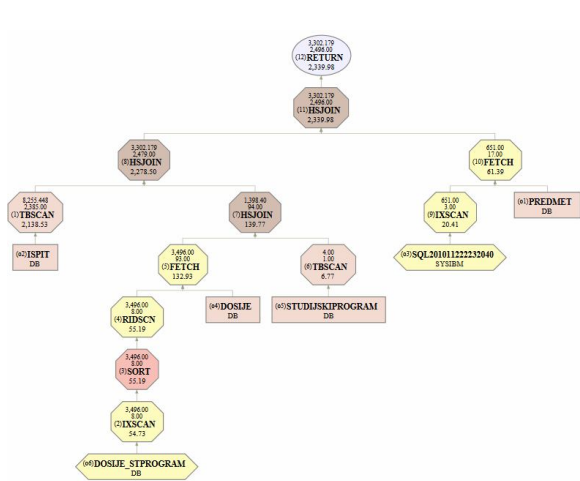 3,302.179
2,496.00
(12)RETURN
2,339.98
3,302.179
2,496.00
(11)HSJOIN
2,339.98
3,302.179
2,479.00
(8)HSJOIN
2,278.50
651.00
17.00
(10)FETCH
61.39
8,255.448
2,385.00
(1)TBSCAN
2,138.53
1,398.40
94.00
(7)HSJOIN
139.77
651.00
3.00
(9)IXSCAN
20.41
(o1)PREDMET
DB
(o2)ISPIT
DB
3,496.00
93.00
(5)FETCH
132.93
4.00
1.00
(6)TBSCAN
6.77
(o3)SQL201011222232040
SYSIBM
3,496.00
8.00
(4)RIDSCN
55.19
(o4)DOSIJE
DB
(o5)STUDIJSKIPROGRAM
DB
3,496.00
8.00
(3)SORT
55.19
3,496.00
8.00
(2)IXSCAN
54.73
(o6)DOSIJE_STPROGRAM
DB